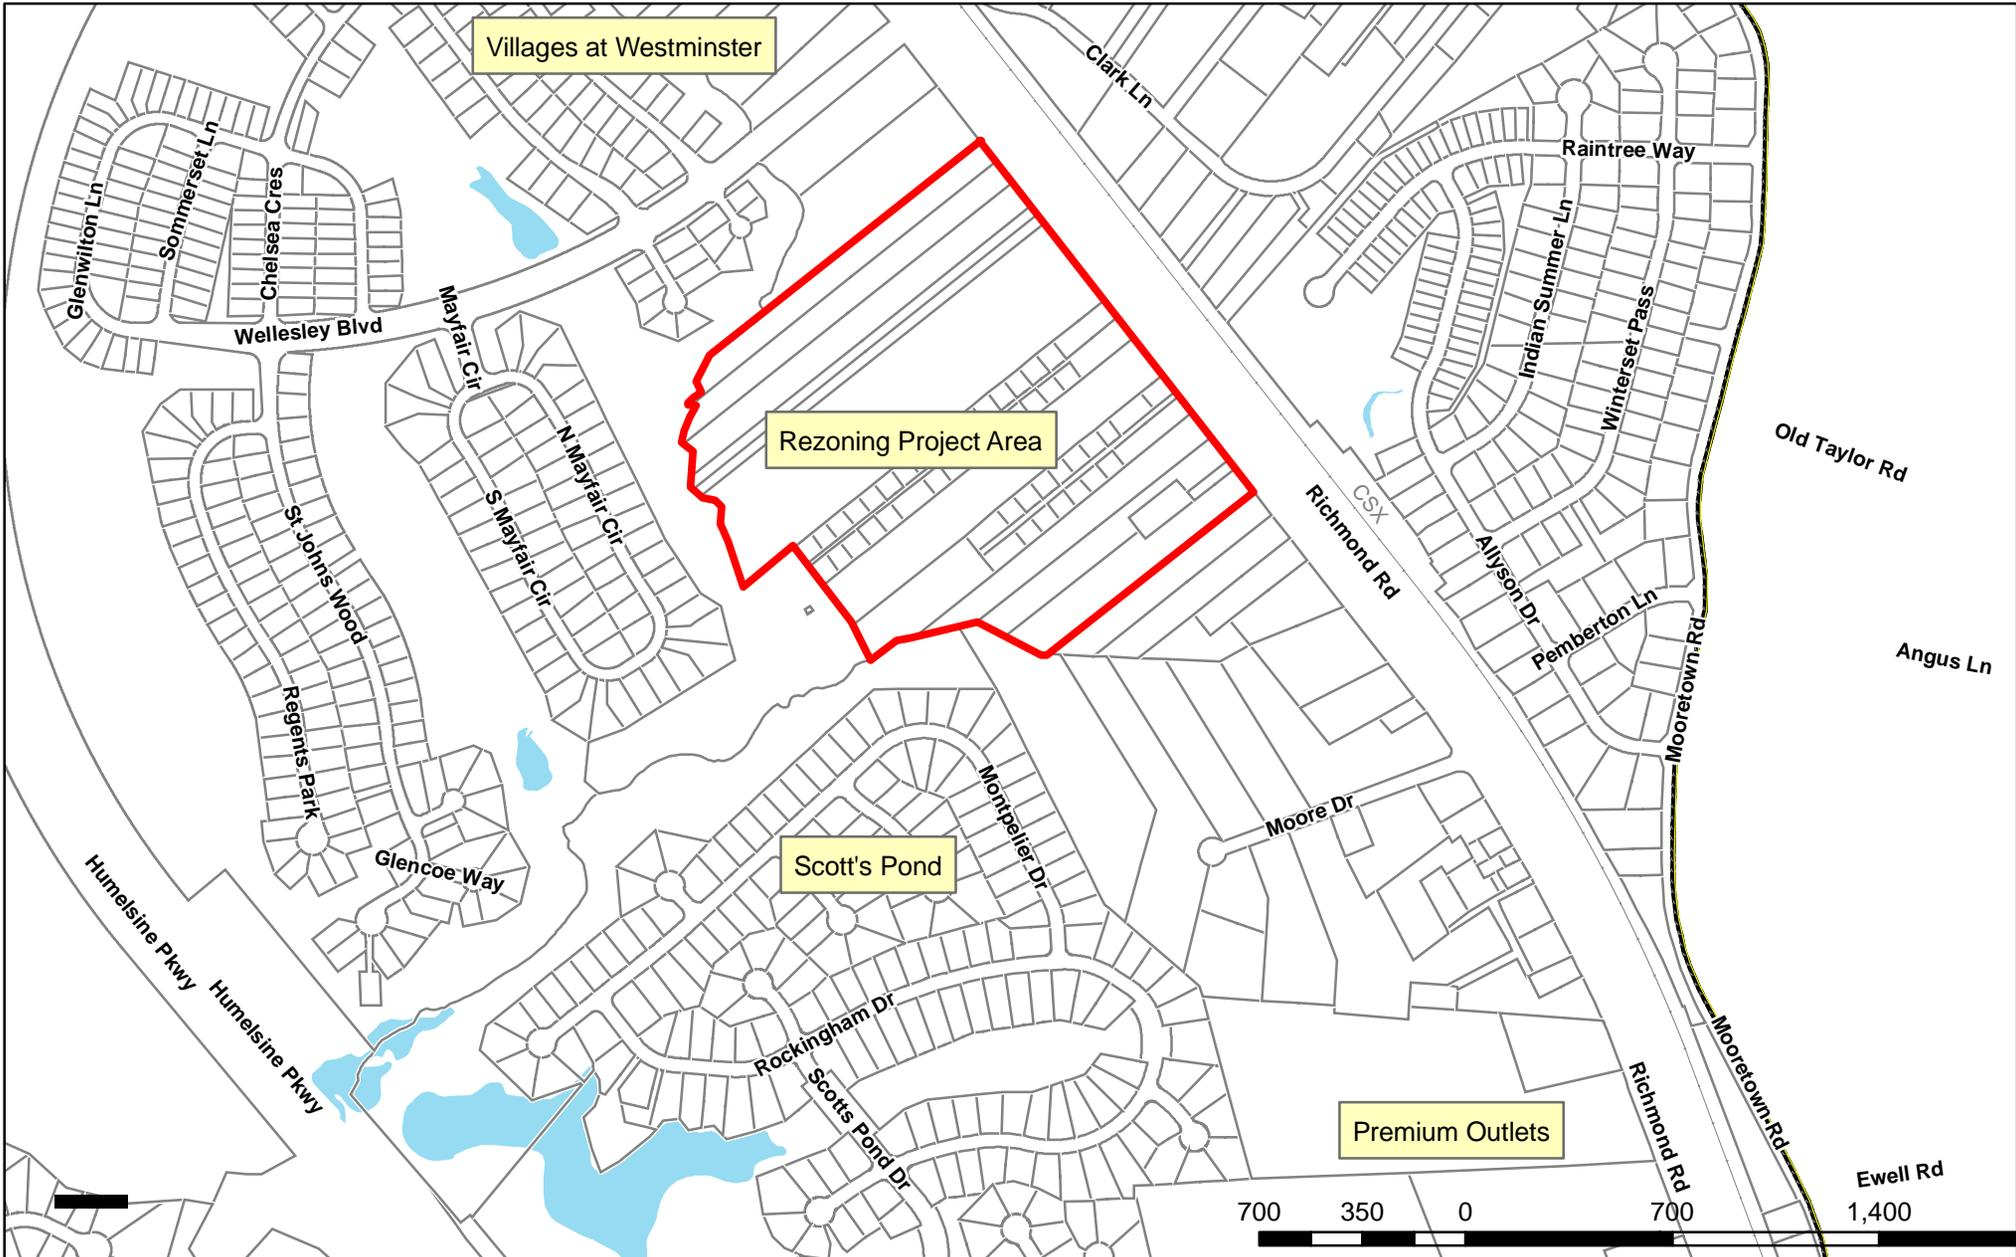 Villages at Westminster
Clark Ln
Raintree Way
Sommerset Ln
Glenwilton Ln
Chelsea Cres
Indian Summer Ln
Wellesley Blvd
Mayfair Cir
Winterset Pass
Rezoning Project Area
N Mayfair Cir
Old Taylor Rd
S Mayfair Cir
CSX
Richmond Rd
St Johns Wood
Allyson Dr
Pemberton Ln
Angus Ln
Mooretown Rd
Regents Park
Montpelier Dr
Moore Dr
Scott's Pond
Glencoe Way
Humelsine Pkwy
Humelsine Pkwy
Rockingham Dr
Scotts Pond Dr
Richmond Rd
Mooretown Rd
Premium Outlets
Ewell Rd
700 350 0 700 1,400